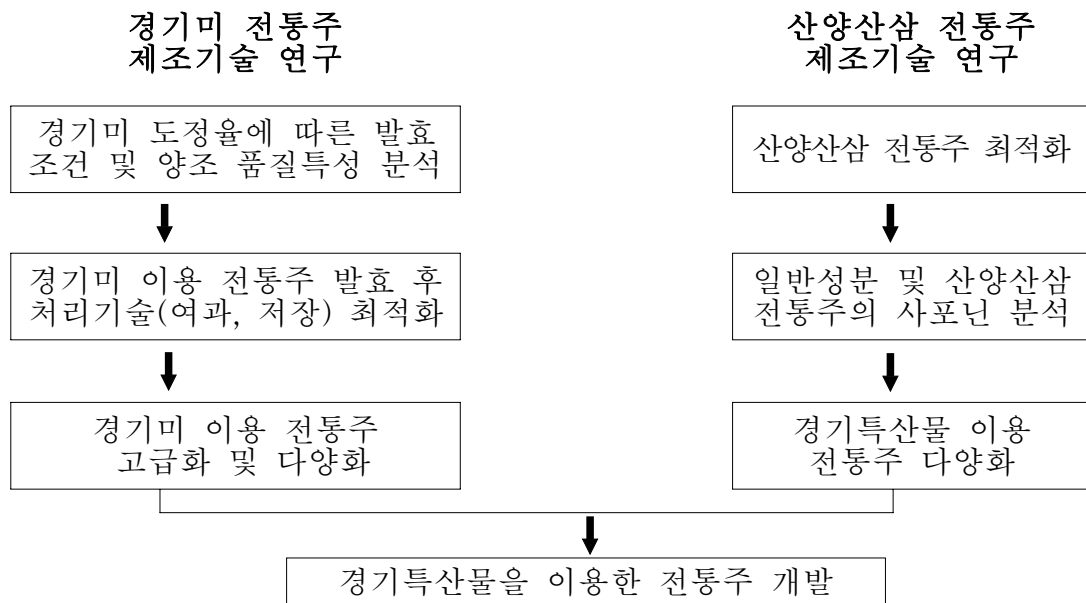 경기미 전통주
제조기술 연구
경기미 도정율에 따른 발효
조건 및 양조 품질특성 분석
경기미 이용 전통주 발효 후
처리기술(여과, 저장) 최적화
경기미 이용 전통주
고급화 및 다양화
산양산삼 전통주
제조기술 연구
산양산삼 전통주 최적화
일반성분 및 산양산삼
전통주의 사포닌 분석
경기특산물 이용
전통주 다양화
경기특산물을 이용한 전통주 개발